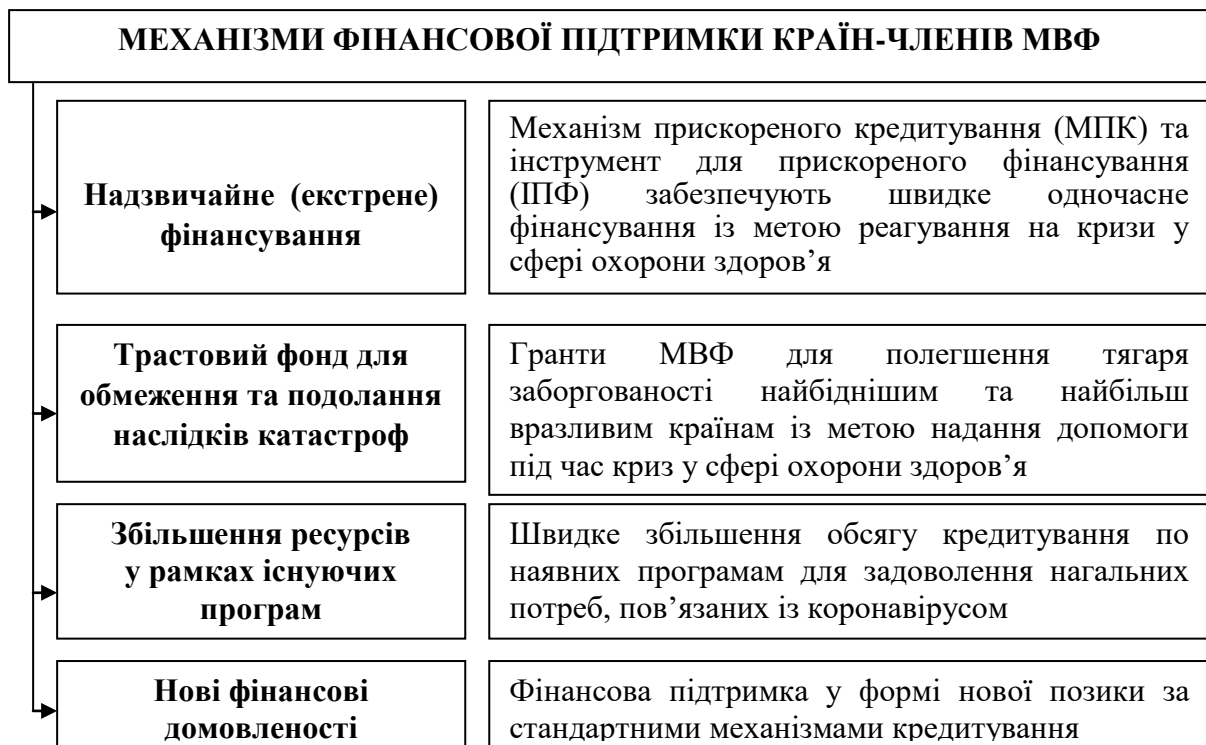 МЕХАНІЗМИ ФІНАНСОВОЇ ПІДТРИМКИ КРАЇН-ЧЛЕНІВ МВФ
Надзвичайне (екстрене)
фінансування
Механізм прискореного кредитування (МПК) та
інструмент для прискореного фінансування
(ІПФ) забезпечують швидке одночасне
фінансування із метою реагування на кризи у
сфері охорони здоров’я
Трастовий фонд для
обмеження та подолання
наслідків катастроф
Гранти МВФ для полегшення тягаря
заборгованості найбіднішим та найбільш
вразливим країнам із метою надання допомоги
під час криз у сфері охорони здоров’я
Збільшення ресурсів
у рамках існуючих
програм
Швидке збільшення обсягу кредитування по
наявних програмам для задоволення нагальних
потреб, пов’язаних із коронавірусом
Нові фінансові
домовленості
Фінансова підтримка у формі нової позики за
стандартними механізмами кредитування